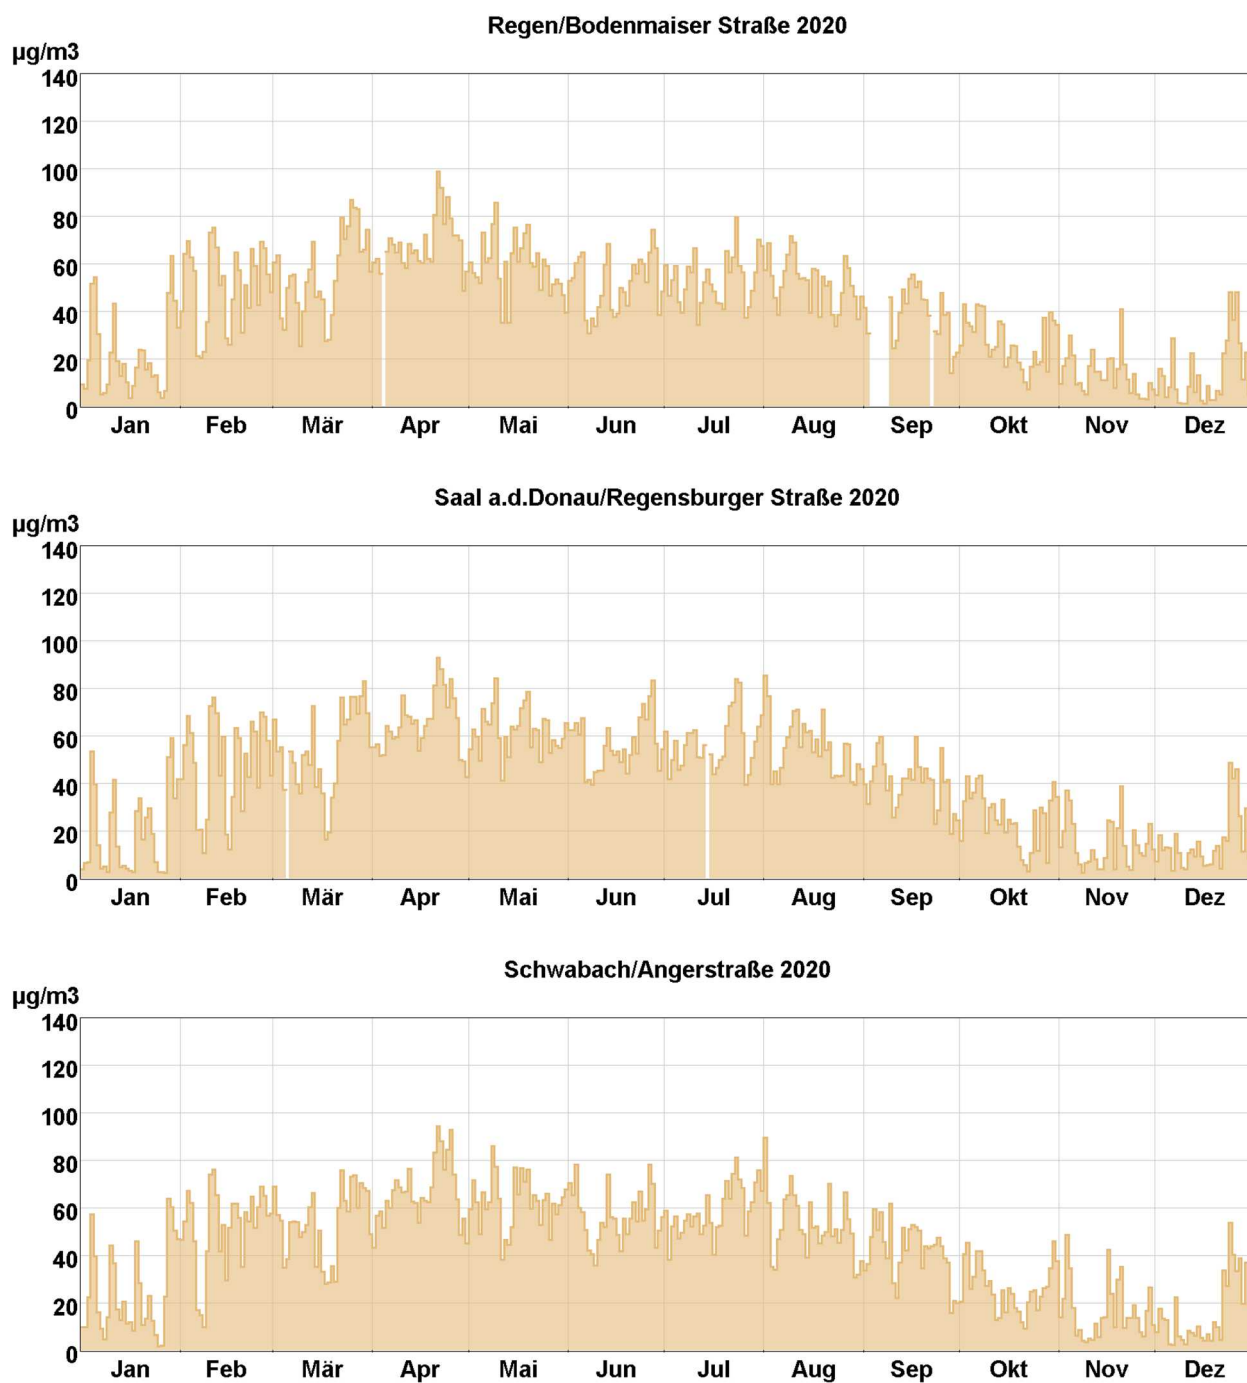 Regen/Bodenmaiser Straße 2020
µg/m3
140
120
100
80
60
40
20
0
Jan Feb Mär Apr Mai Jun Jul Aug Sep Okt Nov Dez
Saal a.d.Donau/Regensburger Straße 2020
µg/m3
140
120
100
80
60
40
20
0
Jan Feb Mär Apr Mai Jun Jul Aug Sep Okt Nov Dez
Schwabach/Angerstraße 2020
µg/m3
140
120
100
80
60
40
20
0
Jan Feb Mär Apr Mai Jun Jul Aug Sep Okt Nov Dez